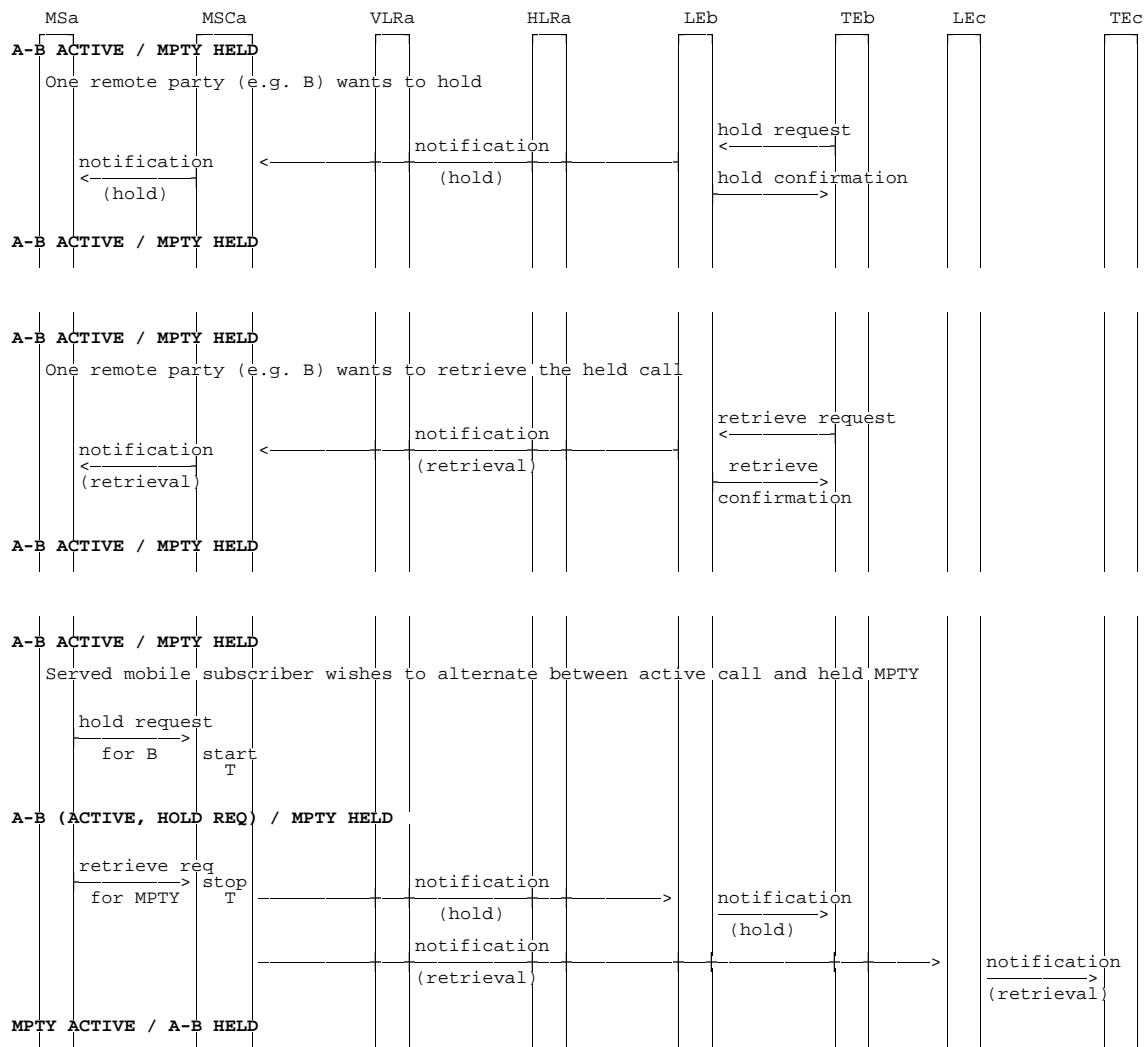 MSa MSCa VLRa HLRa LEb TEb LEc TEc
A-B ACTIVE / MPTY HELD
One remote party (e.g. B) wants to hold
hold request
notification
notification
(hold)
hold confirmation
(hold)
A-B ACTIVE / MPTY HELD
A-B ACTIVE / MPTY HELD
One remote party (e.g. B) wants to retrieve the held call
retrieve request
notification
notification
(retrieval) retrieve
(retrieval)
confirmation
A-B ACTIVE / MPTY HELD
A-B ACTIVE / MPTY HELD
Served mobile subscriber wishes to alternate between active call and held MPTY
hold request
for B start
T
A-B (ACTIVE, HOLD REQ) / MPTY HELD
retrieve req
stop notification
for MPTY T notification
(hold)
(hold)
notification
notification
(retrieval)
(retrieval)
MPTY ACTIVE / A-B HELD